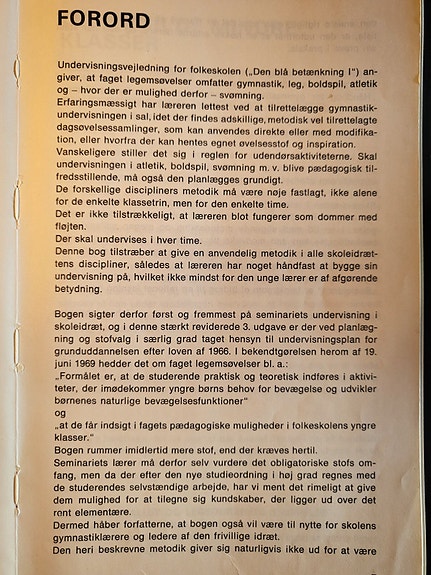 FORORD
Undervisningsvejledning for folkeskolen („Den blå betænkning I“) an-
giver, at faget legemsøvelser omfatter gymnastik, leg, boldspil, atletik
og – hvor der er mulighed derfor – svømning.
Erfaringsmæssigt har læreren lettest ved at tilrettelægge gymnastik-
undervisningen i sal, idet der findes adskillige, metodisk vel tilrettelagte
dagsøvelsessamlinger, som kan anvendes direkte eller med modifika-
tion, eller hvorfra der kan hentes egnet øvelsesstof og inspiration.
Vanskeligere stiller det sig i reglen for udendørsaktiviteterne. Skal
undervisningen i atletik, boldspil, svømning m. v. blive pædagogisk til-
fredsstillende, må også den planlægges grundigt.
De forskellige discipliners metodik må være nøje fastlagt, ikke alene
for de enkelte klassetrin, men for den enkelte time.
Det er ikke tilstrækkeligt, at læreren blot fungerer som dommer med
fløjten.
Der skal undervises i hver time.
Denne bog tilstræber at give en anvendelig metodik i alle skoleidræt-
tens discipliner, således at læreren har noget håndfast at bygge sin
undervisning på, hvilket ikke mindst for den unge lærer er af afgørende
betydning.
Bogen sigter derfor først og fremmest på seminariets undervisning i
skoleidræt, og i denne stærkt reviderede 3. udgave er der ved planlæg-
ning og stofvalg i særlig grad taget hensyn til undervisningsplan for
grunduddannelsen efter loven af 1966. I bekendtgørelsen herom af 19.
juni 1969 hedder det om faget legemsøvelser bl. a.:
„Formålet er, at de studerende praktisk og teoretisk indføres i aktivi-
teter, der imødekommer yngre børns behov for bevægelse og udvikler
børnenes naturlige bevægelsesfunktioner“
og
„at de får indsigt i fagets pædagogiske muligheder i folkeskolens yngre
klasser.“
Bogen rummer imidlertid mere stof, end der kræves hertil.
Seminariets lærer må derfor selv vurdere det obligatoriske stofs om-
fang, men da der efter den nye studieordning i høj grad regnes med
de studerendes selvstændige arbejde, har vi ment det rimeligt at give
dem mulighed for at tilegne sig kundskaber, der ligger ud over det
rent elementære.
Dermed håber forfatterne, at bogen også vil være til nytte for skolens
gymnastiklærere og ledere af den frivillige idræt.
Den heri beskrevne metodik giver sig naturligvis ikke ud for at være